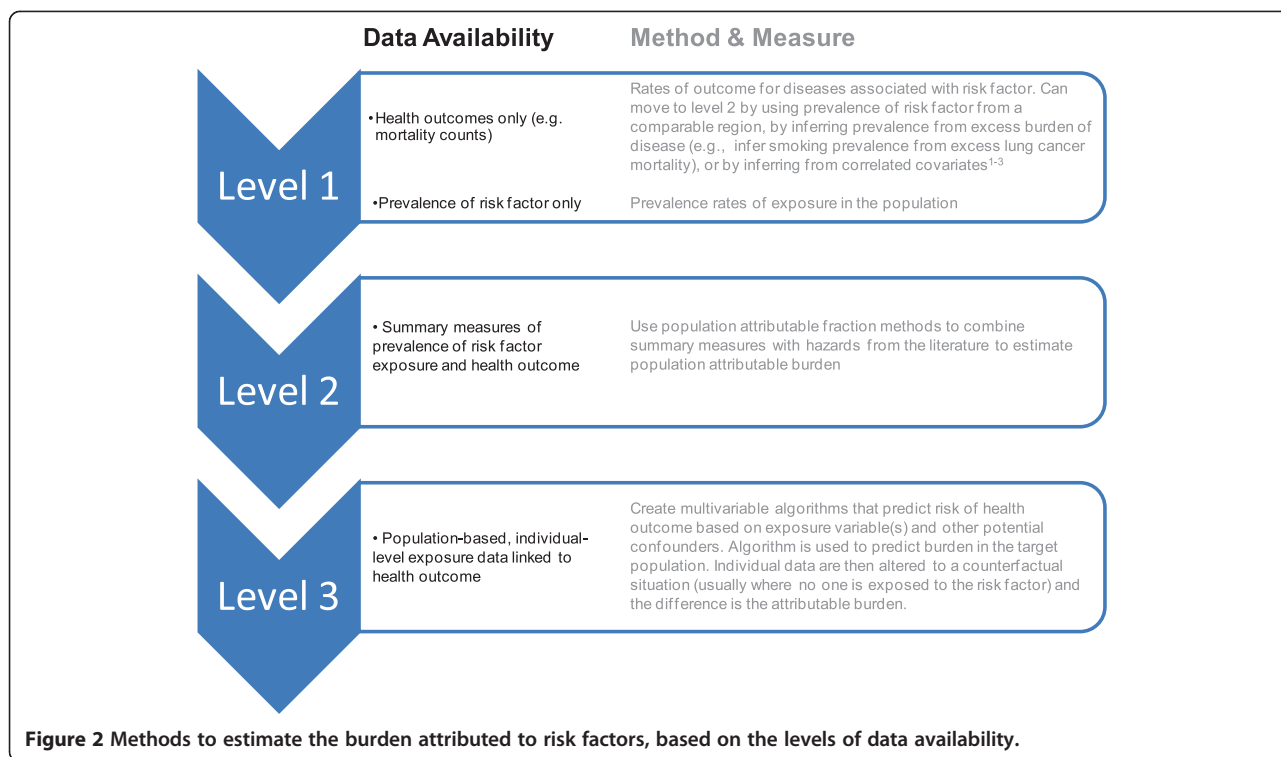 Data Availability
Method & Measure
Level 1
•Health outcomes only (e.g.
mortality counts)
Rates of outcome for diseases associated with risk factor. Can
move to level 2 by using prevalence of risk factor from a
comparable region, by inferring prevalence from excess burden of
disease (e.g., infer smoking prevalence from excess lung cancer
mortality), or by inferring from correlated covariates1-3
•Prevalence of risk factor only
Prevalence rates of exposure in the population
Level 2
• Summary measures of
prevalence of risk factor
exposure and health outcome
Use population attributable fraction methods to combine
summary measures with hazards from the literature to estimate
population attributable burden
Level 3
• Population-based, individual-
level exposure data linked to
health outcome
Create multivariable algorithms that predict risk of health
outcome based on exposure variable(s) and other potential
confounders. Algorithm is used to predict burden in the target
population. Individual data are then altered to a counterfactual
situation (usually where no one is exposed to the risk factor) and
the difference is the attributable burden.
Figure 2 Methods to estimate the burden attributed to risk factors, based on the levels of data availability.